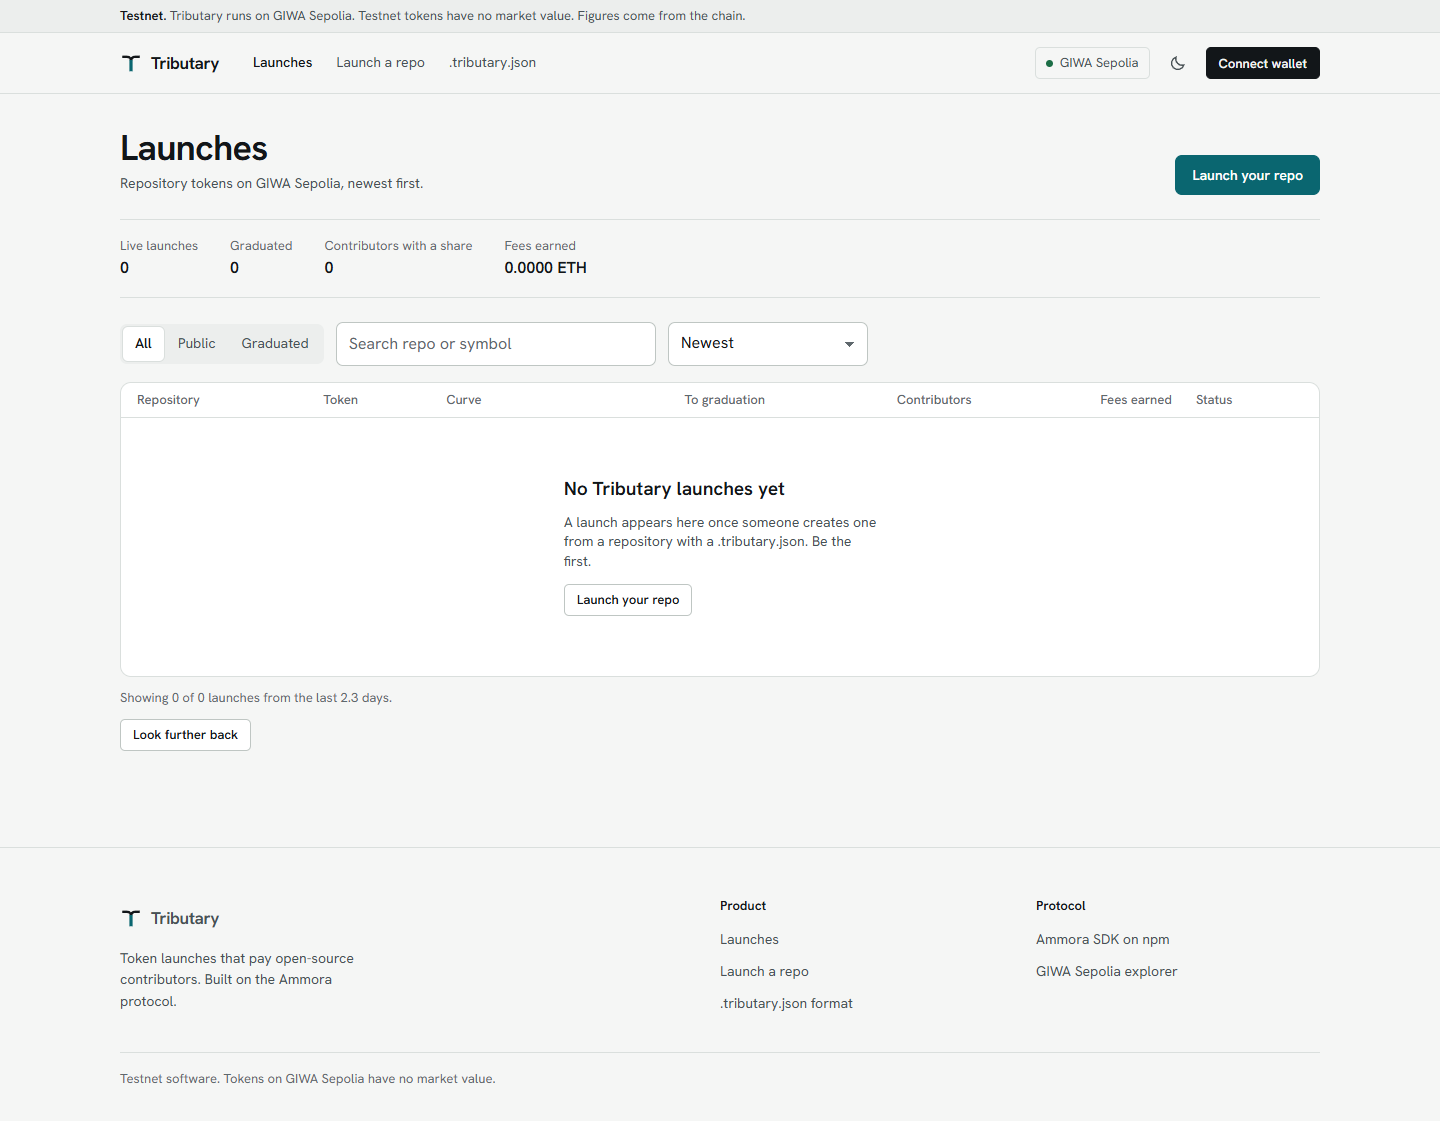 Testnet. Tributary runs on GIWA Sepolia. Testnet tokens have no market value. Figures come from the chain.
Tributary
Launches
Launch a repo
.tributary.json
GIWA Sepolia
Connect wallet
Launches
Repository tokens on GIWA Sepolia, newest first.
Launch your repo
Live launches
0
Graduated
0
Contributors with a share
0
Fees earned
0.0000 ETH
All
Public
Graduated
Search repo or symbol
Newest
Repository
Token
Curve
To graduation
Contributors
Fees earned
Status
No Tributary launches yet
A launch appears here once someone creates one
from a repository with a .tributary.json. Be the
first.
Launch your repo
Showing 0 of 0 launches from the last 2.3 days.
Look further back
Tributary
Token launches that pay open-source
contributors. Built on the Ammora
protocol.
Product
Launches
Launch a repo
.tributary.json format
Protocol
Ammora SDK on npm
GIWA Sepolia explorer
Testnet software. Tokens on GIWA Sepolia have no market value.